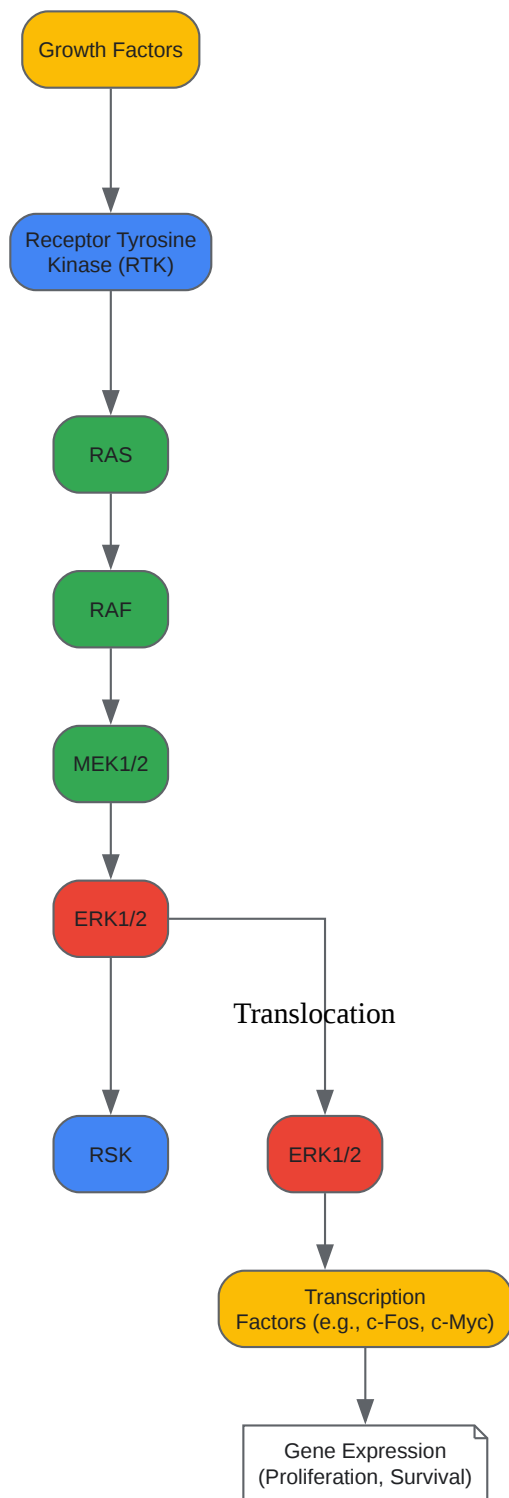 Growth Factors
Receptor Tyrosine
Kinase (RTK)
RAS
RAF
MEK1/2
ERK1/2
Translocation
RSK
ERK1/2
Transcription
Factors (e.g., c-Fos, c-Myc)
Gene Expression
(Proliferation, Survival)